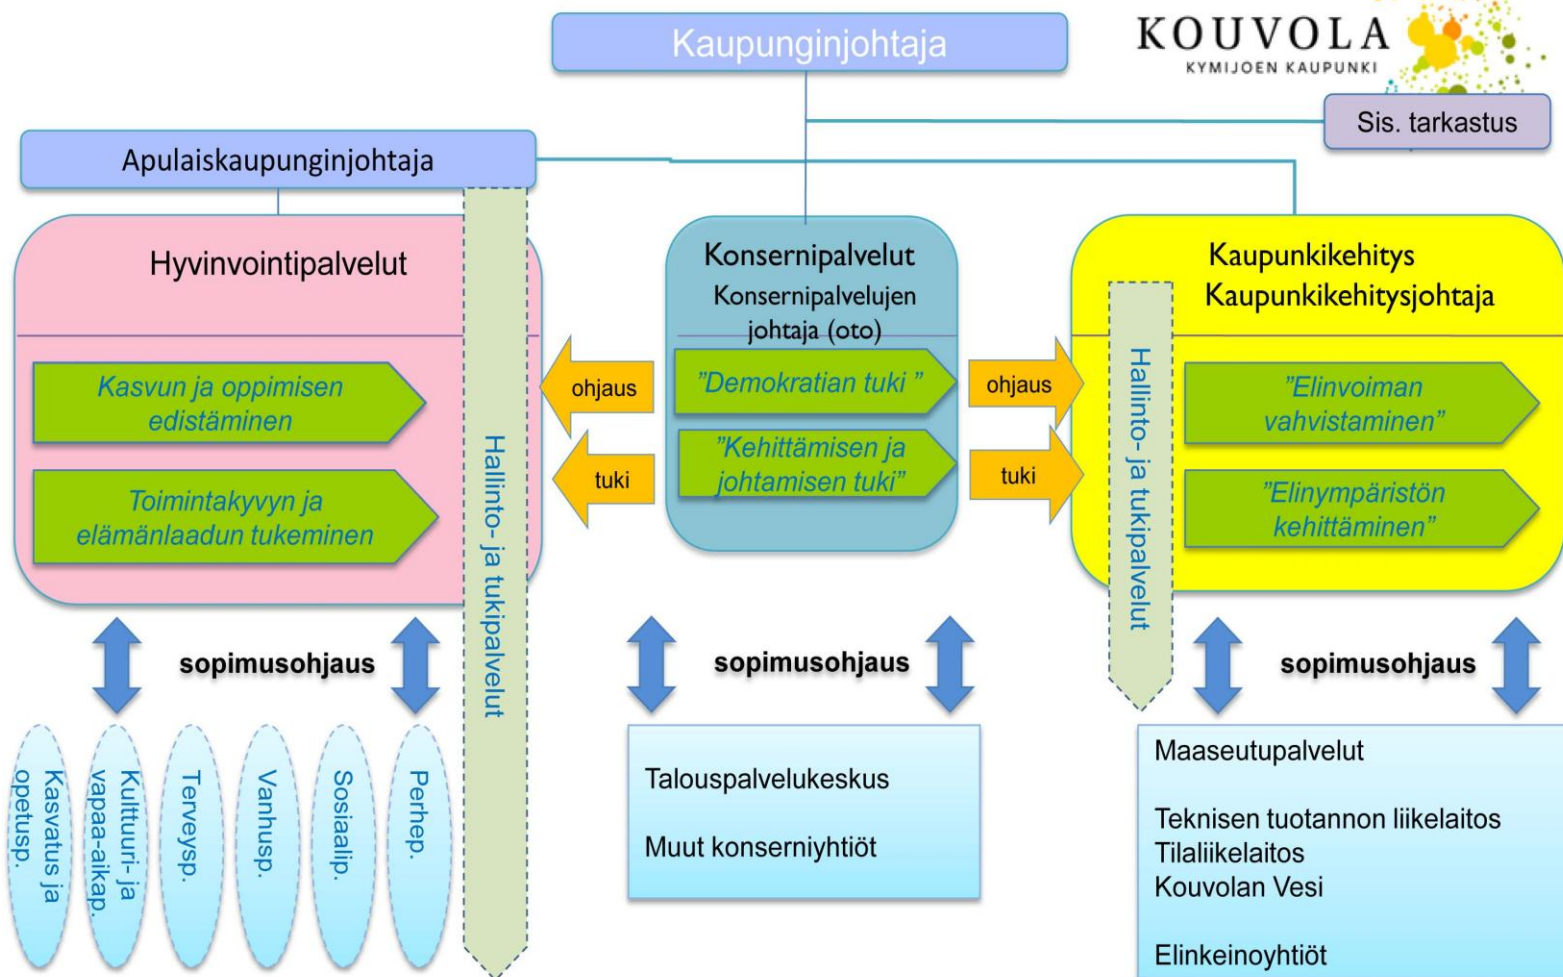 Kaupunginjohtaja
KOUVOLA
KYMIJOEN KAUPUNKI
Sis. tarkastus
Apulaiskaupunginjohtaja
Hyvinvointipalvelut
Kasvun ja oppimisen
edistäminen
Toimintakyvyn ja
elämänlaadun tukeminen
Hallinto- ja tukipalvelut
ohjaus
tuki
Konsernipalvelut
Konsernipalvelujen
johtaja (oto)
”Demokratian tuki ”
”Kehittämisen ja
johtamisen tuki”
ohjaus
tuki
Kaupunkikehitys
Kaupunkikehitysjohtaja
Hallinto- ja tukipalvelut
”Elinvoiman
vahvistaminen”
”Elinympäristön
kehittäminen”
sopimusohjaus
sopimusohjaus
sopimusohjaus
Kasvatus ja
opetusp.
Kulttuuri- ja
vapaa-aikap.
Terveysp.
Vanhusp.
Sosiaalip.
Perhep.
Talouspalvelukeskus
Muut konserniyhtiöt
Maaseutupalvelut
Teknisen tuotannon liikelaitos
Tilaliikelaitos
Kouvolan Vesi
Elinkeinoyhtiöt